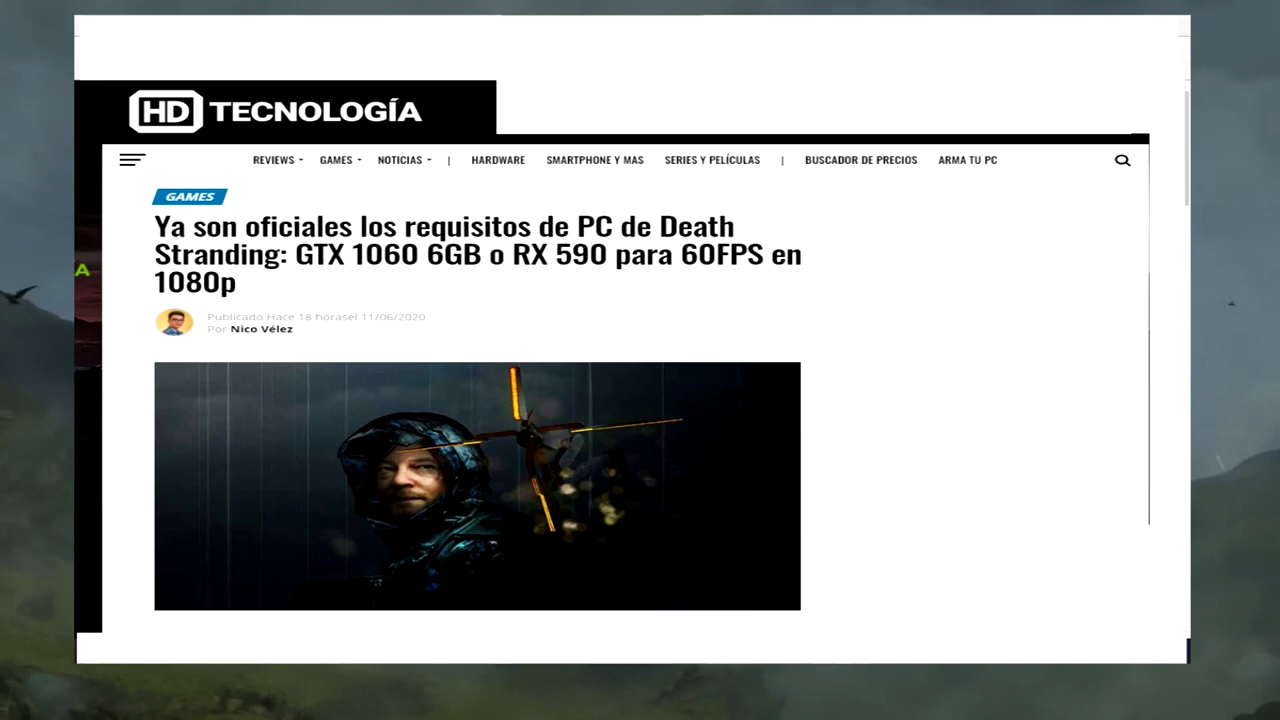 HD TECNOLOGÍA
REVIEWS GAMES NOTICIAS | HARDWARE SMARTPHONE Y MAS SERIES Y PELÍCULAS | BUSCADOR DE PRECIOS ARMA TU PC
GAMES
Ya son oficiales los requisitos de PC de Death
Stranding: GTX 1060 6GB o RX 590 para 60FPS en
1080p
A
Publicado Hace 18 horasel 11/06/2020
Por Nico Vélez